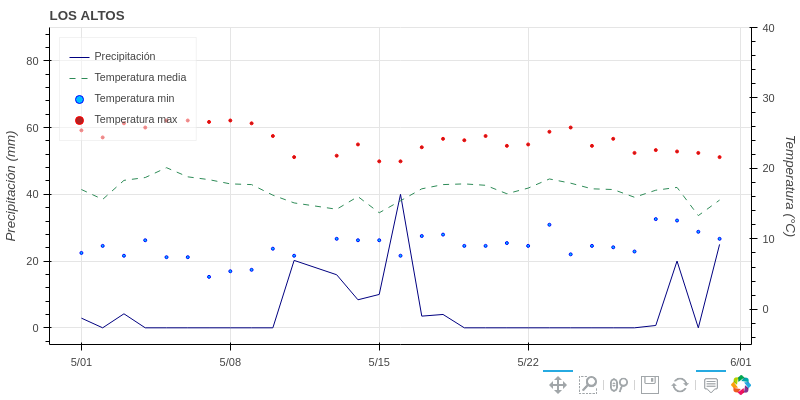 LOS ALTOS
Precipitación
Temperatura media
Temperatura min
Temperatura max
Precipitación (mm)
80
60
40
20
0
Temperatura (°C)
40
30
20
10
0
5/01
5/08
5/15
5/22
6/01